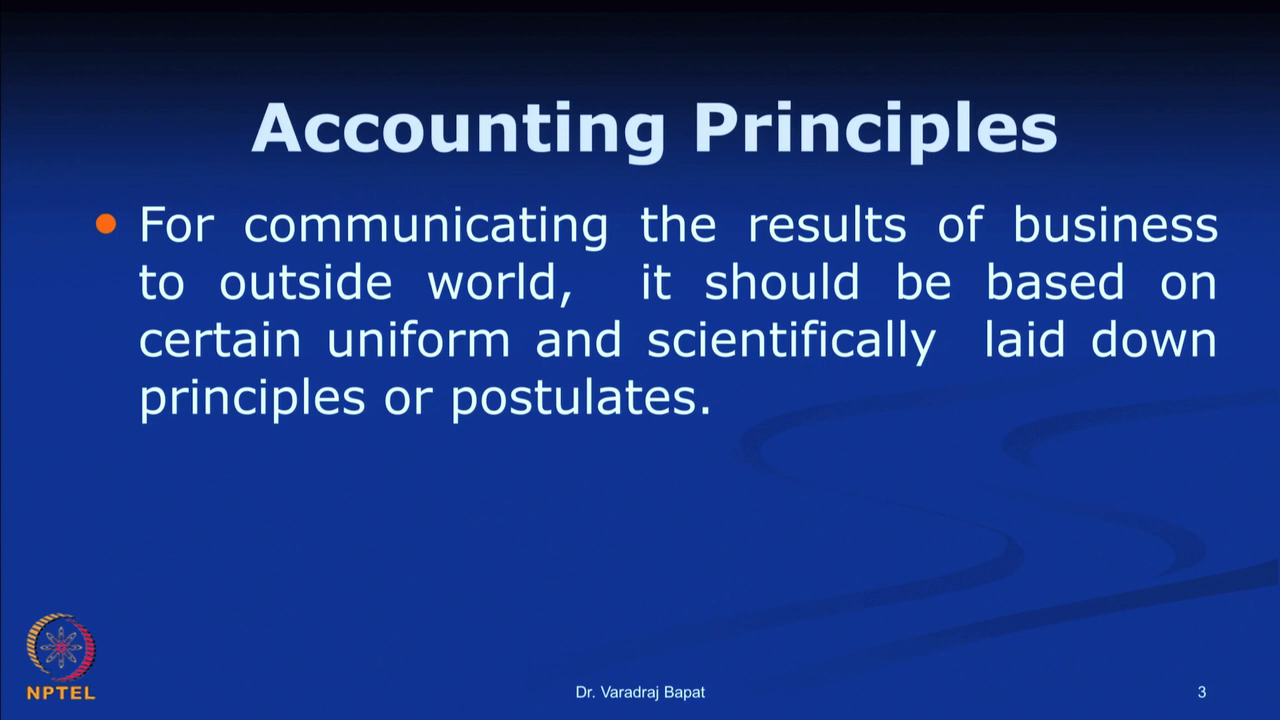 Accounting Principles
For communicating the results of business
to outside world, it should be based on
certain uniform and scientifically laid down
principles or postulates.
NPTEL
Dr. Varadraj Bapat
3